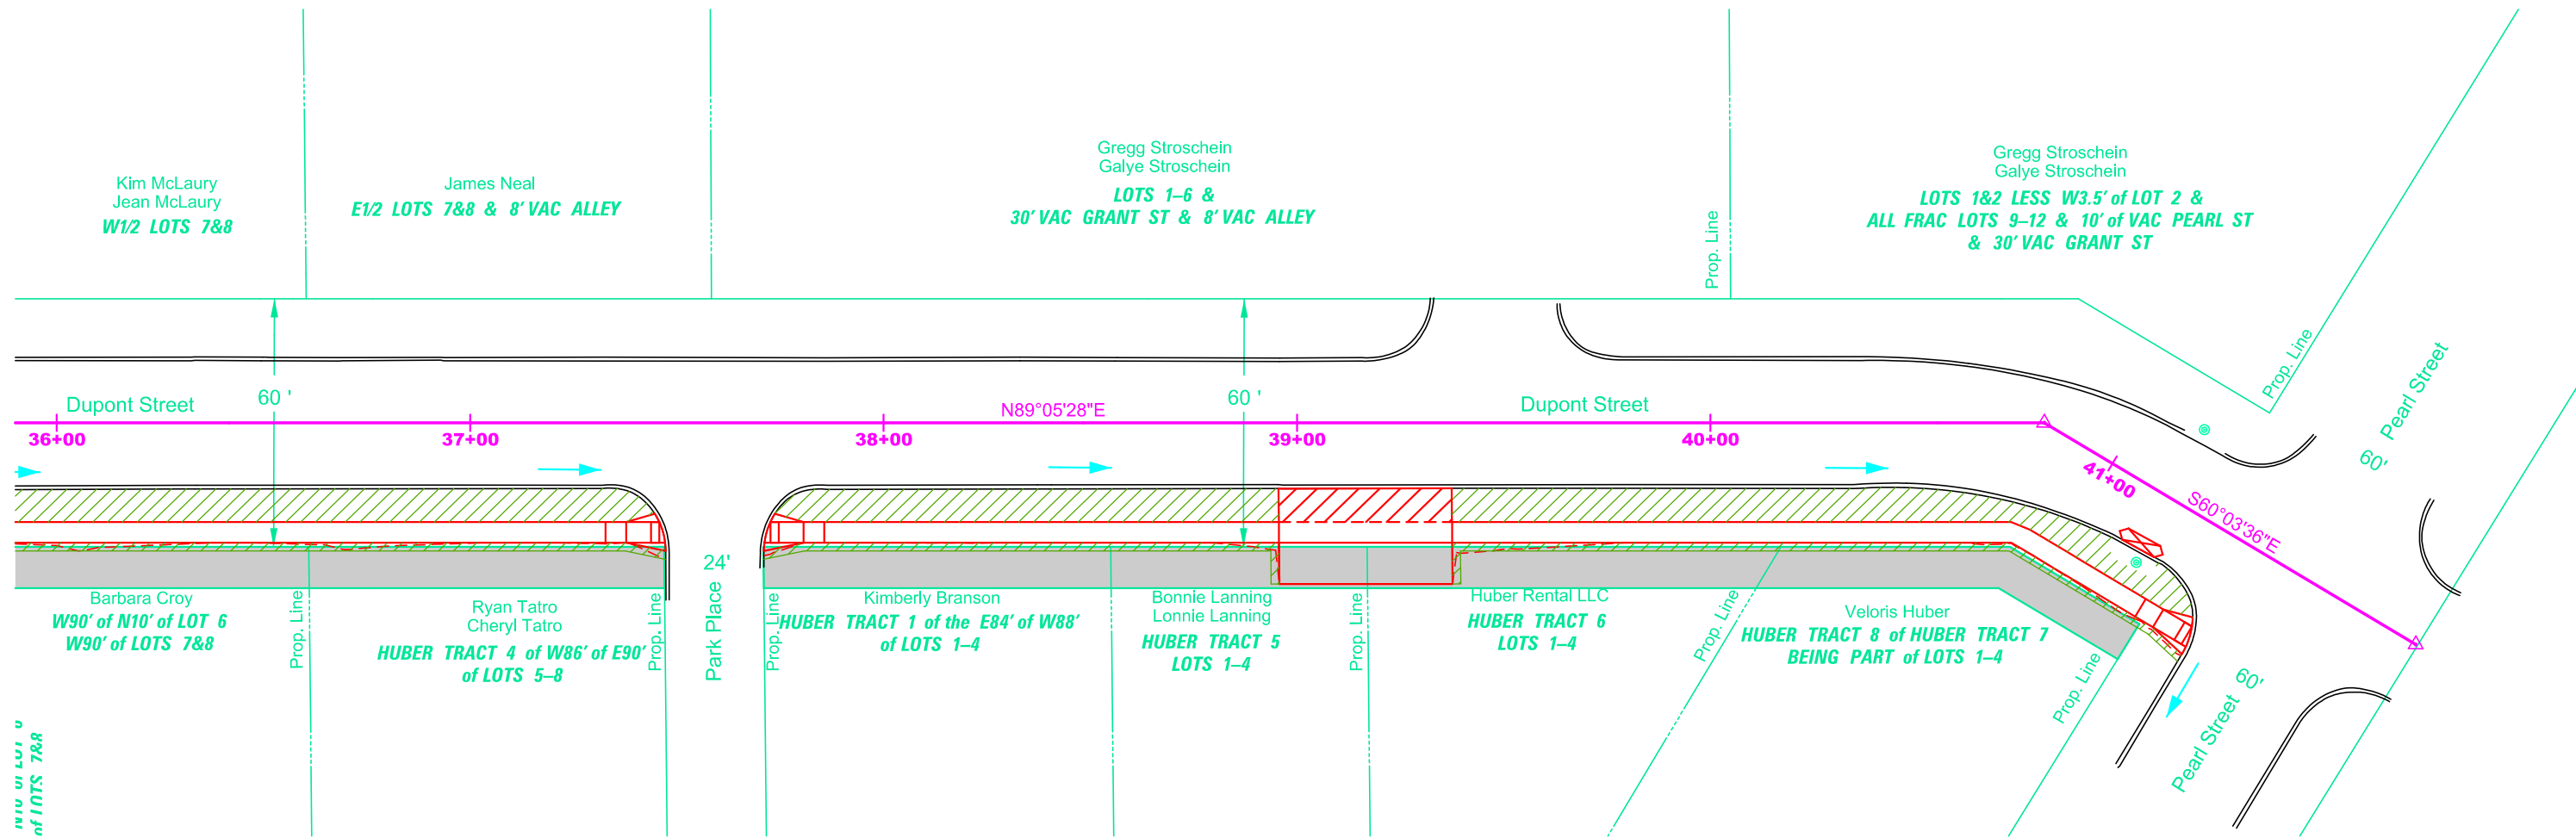 Kim McLaury
Jean McLaury
W1/2 LOTS 7&8
James Neal
E1/2 LOTS 7&8 & 8' VAC ALLEY
Gregg Stroschein
Galye Stroschein
LOTS 1–6 &
30' VAC GRANT ST & 8' VAC ALLEY
Prop. Line
Gregg Stroschein
Galye Stroschein
LOTS 1&2 LESS W3.5' of LOT 2 &
ALL FRAC LOTS 9–12 & 10' of VAC PEARL ST
& 30' VAC GRANT ST
Prop. Line
Pearl Street
60'
Dupont Street
60 '
N89°05'28"E
60 '
Dupont Street
36+00
37+00
38+00
39+00
40+00
41+00
S60°03'36"E
Barbara Croy
W90' of N10' of LOT 6
W90' of LOTS 7&8
Prop. Line
Ryan Tatro
Cheryl Tatro
HUBER TRACT 4 of W86' of E90'
of LOTS 5–8
Prop. Line
24'
Park Place
Prop. Line
Kimberly Branson
HUBER TRACT 1 of the E84' of W88'
of LOTS 1–4
Bonnie Lanning
Lonnie Lanning
HUBER TRACT 5
LOTS 1–4
Prop. Line
Huber Rental LLC
HUBER TRACT 6
LOTS 1–4
Prop. Line
Veloris Huber
HUBER TRACT 8 of HUBER TRACT 7
BEING PART of LOTS 1–4
Prop. Line
60'
Pearl Street
of LOTS 7&8